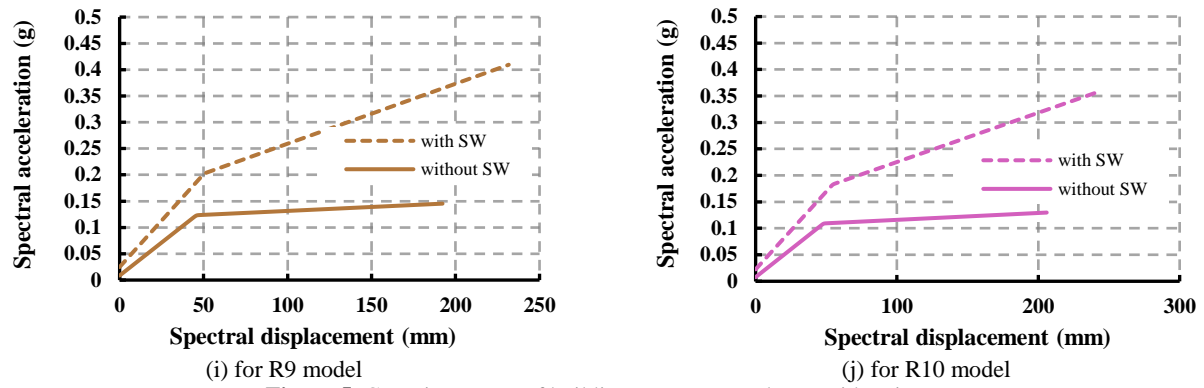 Spectral acceleration (g)
0.5
0.45
0.4
0.35
0.3
0.25
0.2
0.15
0.1
0.05
0
with SW
without SW
0 50 100 150 200 250
Spectral displacement (mm)
(i) for R9 model
Spectral acceleration (g)
0.5
0.45
0.4
0.35
0.3
0.25
0.2
0.15
0.1
0.05
0
with SW
without SW
0 100 200 300
Spectral displacement (mm)
(j) for R10 model